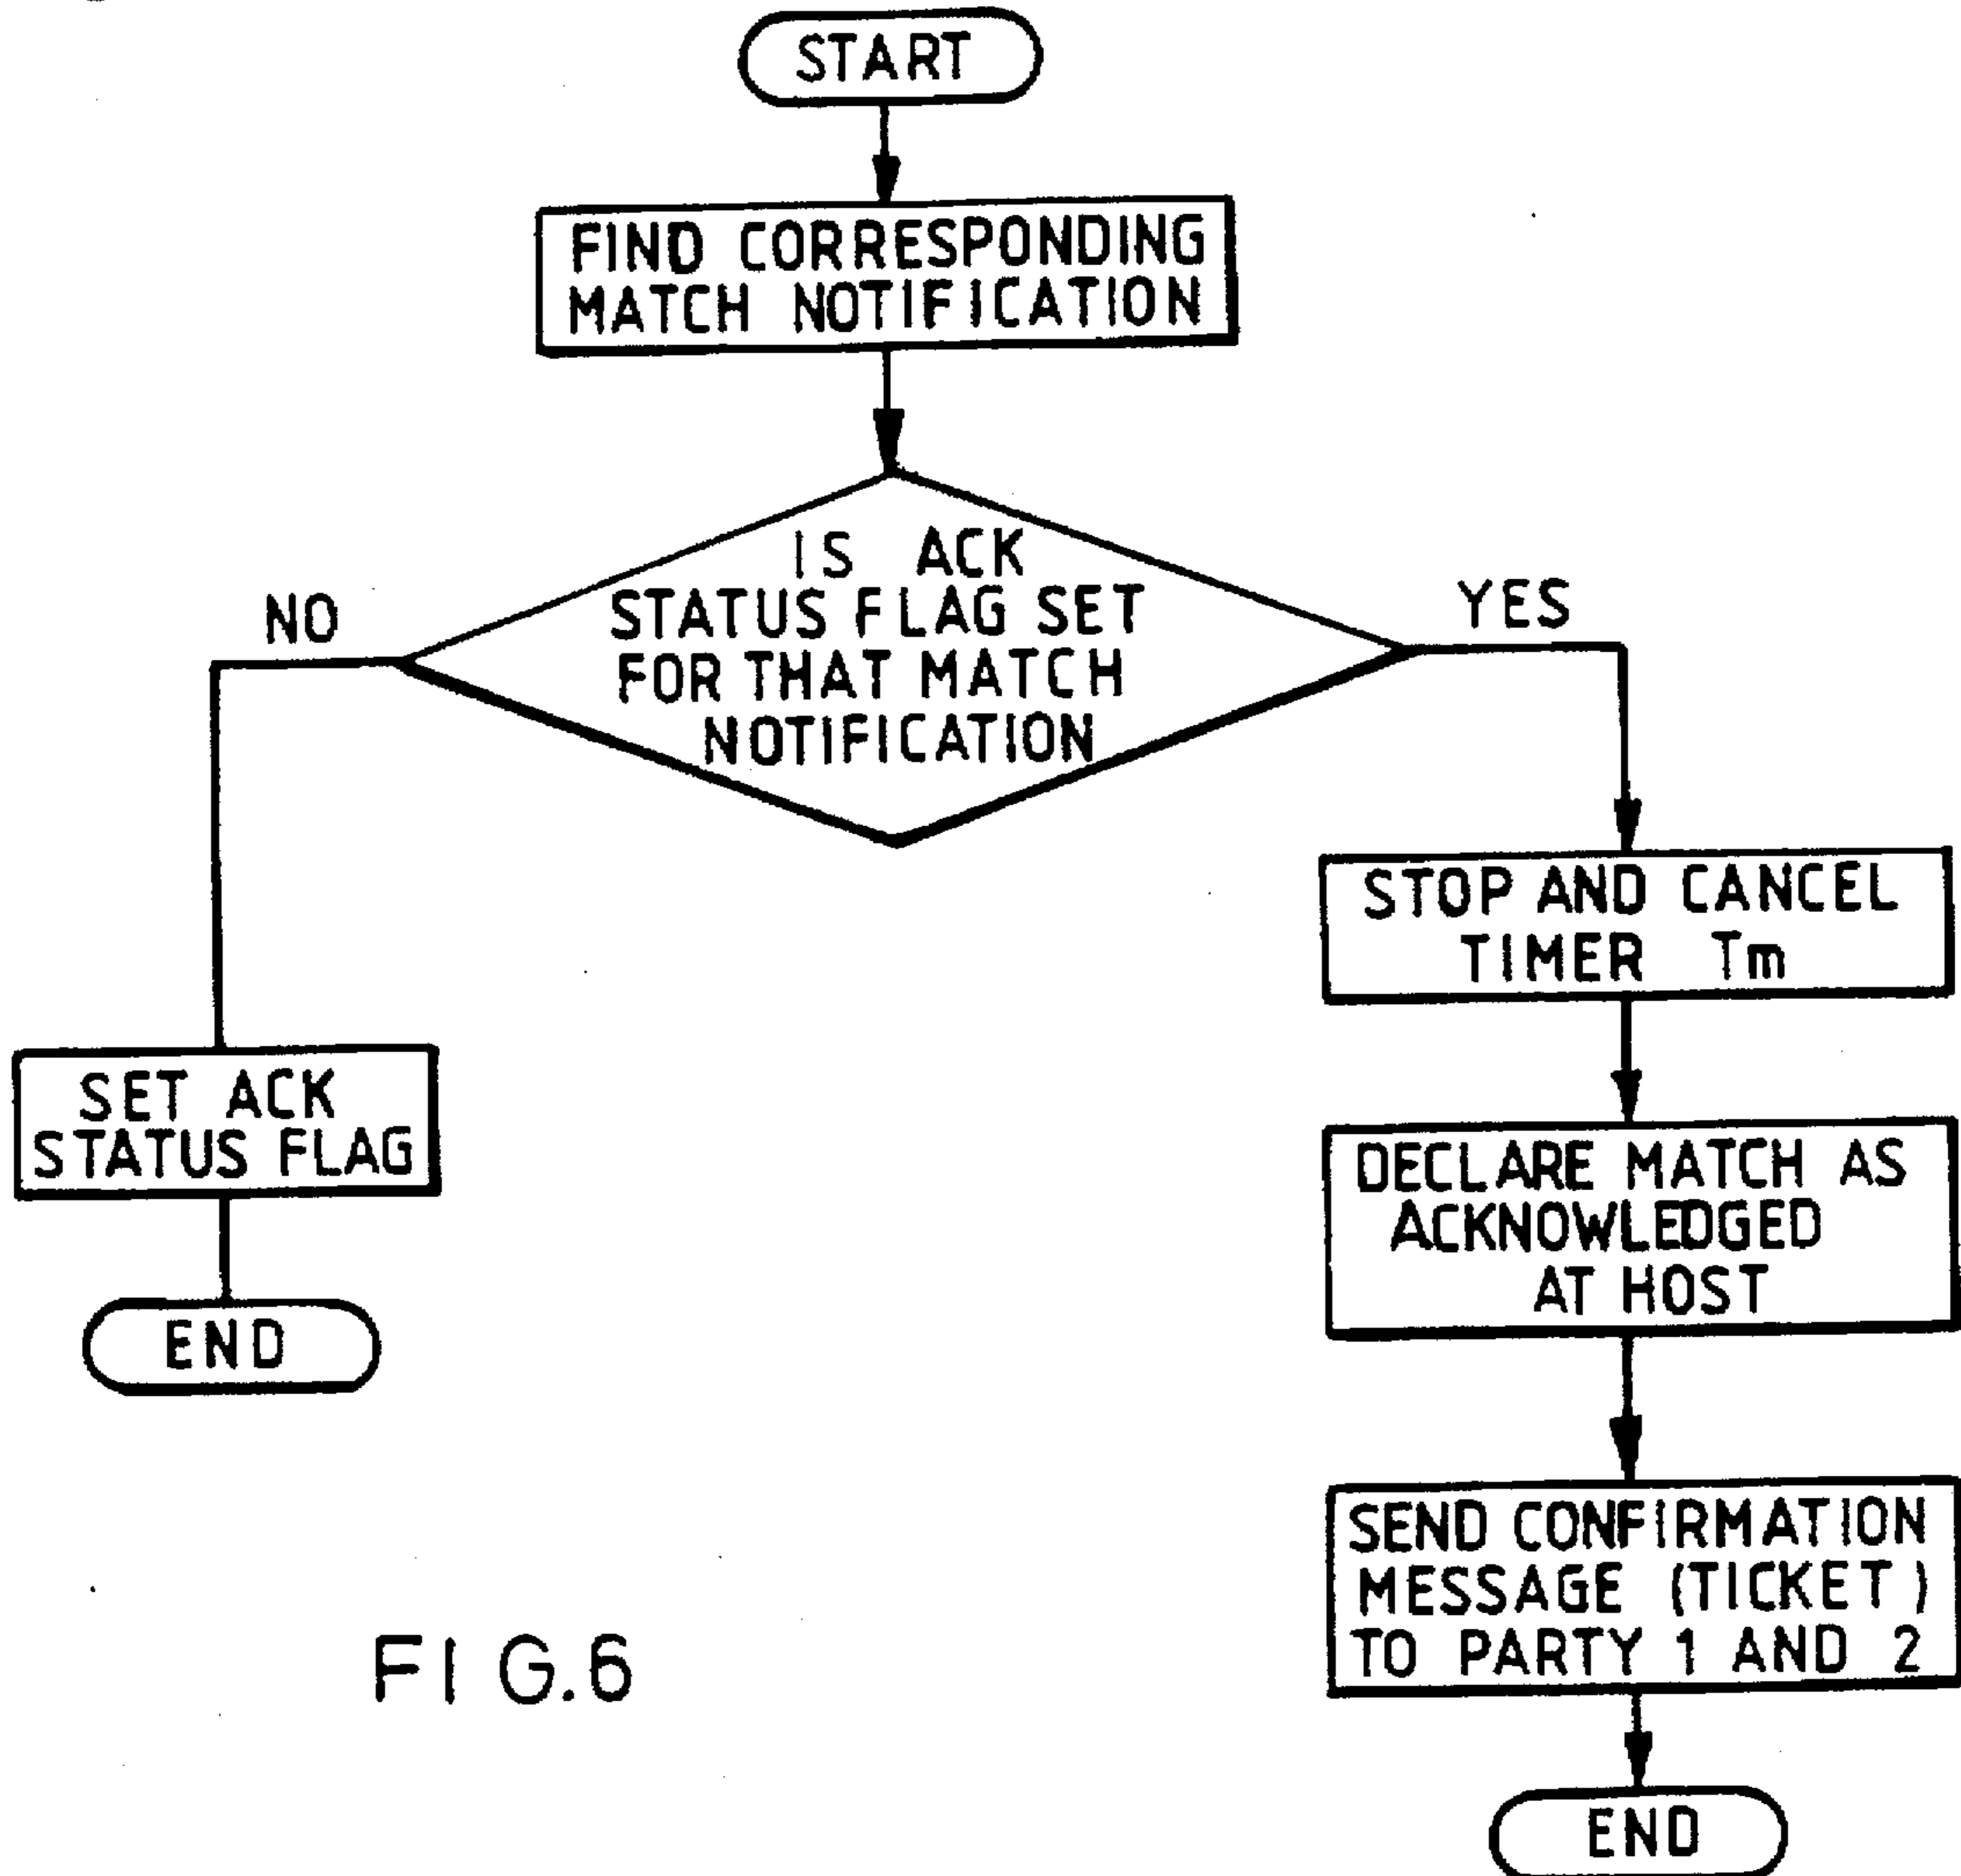 START
FIND CORRESPONDING
MATCH NOTIFICATION
IS ACK
STATUS FLAG SET
FOR THAT MATCH
NOTIFICATION
NO
YES
STOP AND CANCEL
TIMER Tm
SET ACK
STATUS FLAG
END
DECLARE MATCH AS
ACKNOWLEDGED
AT HOST
SEND CONFIRMATION
MESSAGE (TICKET)
TO PARTY 1 AND 2
END
FIG.6